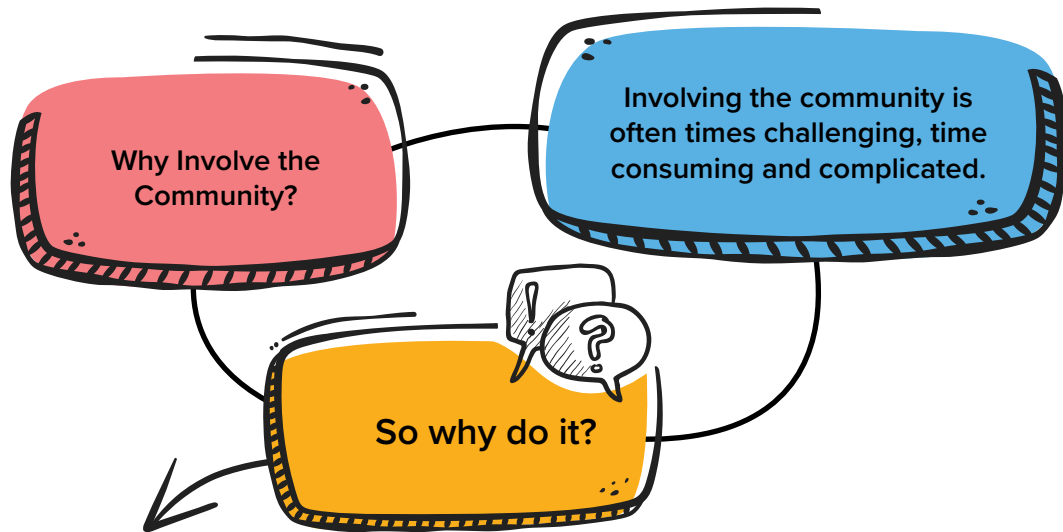 Why Involve the
Community?
Involving the community is
often times challenging, time
consuming and complicated.
So why do it?